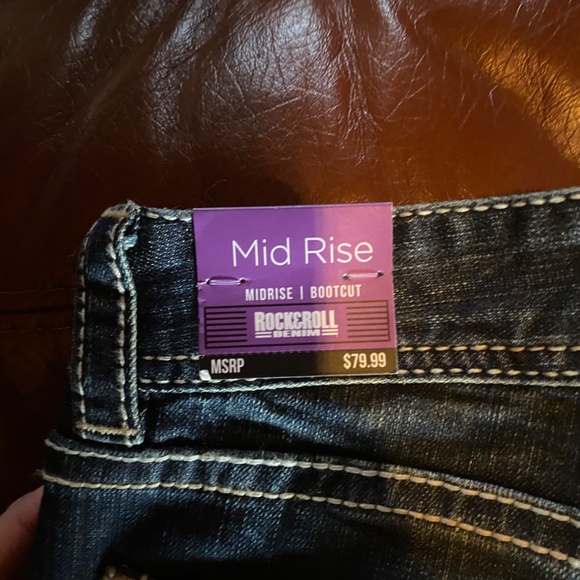 Mid Rise
MIDRISE | BOOTCUT
ROCK&ROLL
DENIM
MSRP $79.99